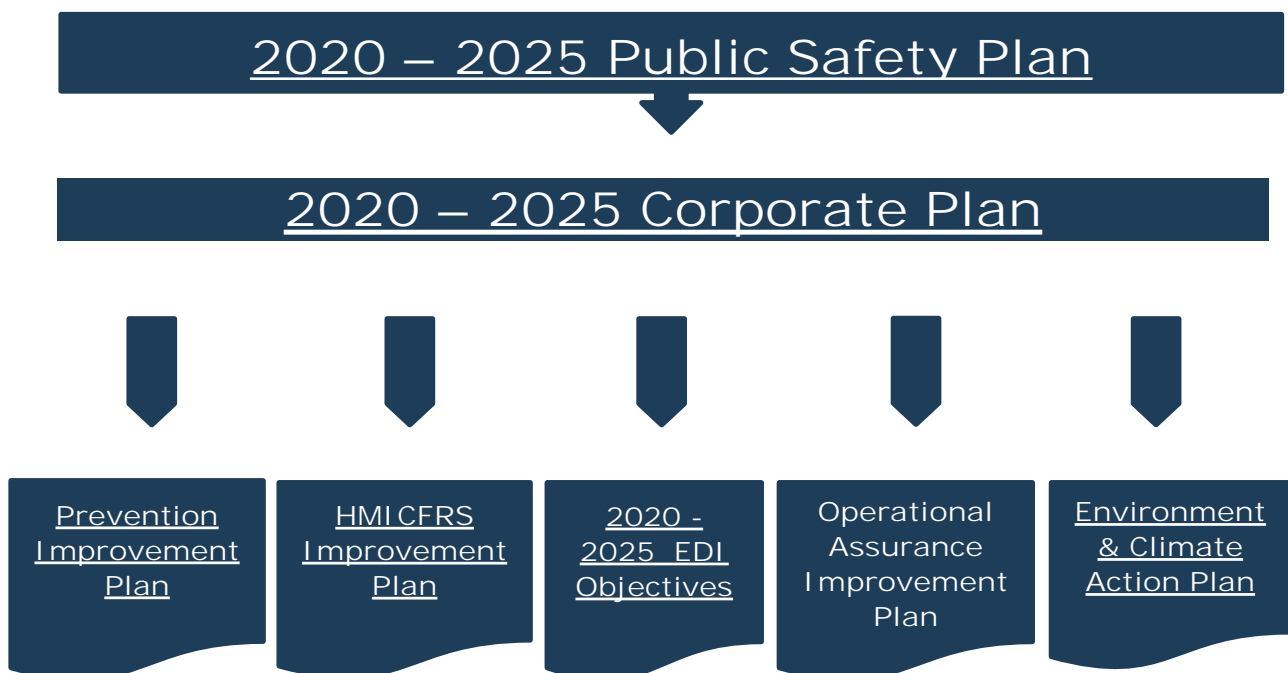 2020 – 2025 Public Safety Plan
2020 – 2025 Corporate Plan
Prevention
Improvement
Plan
HMICFRS
Improvement
Plan
2020 -
2025 EDI
Objectives
Operational
Assurance
Improvement
Plan
Environment
& Climate
Action Plan